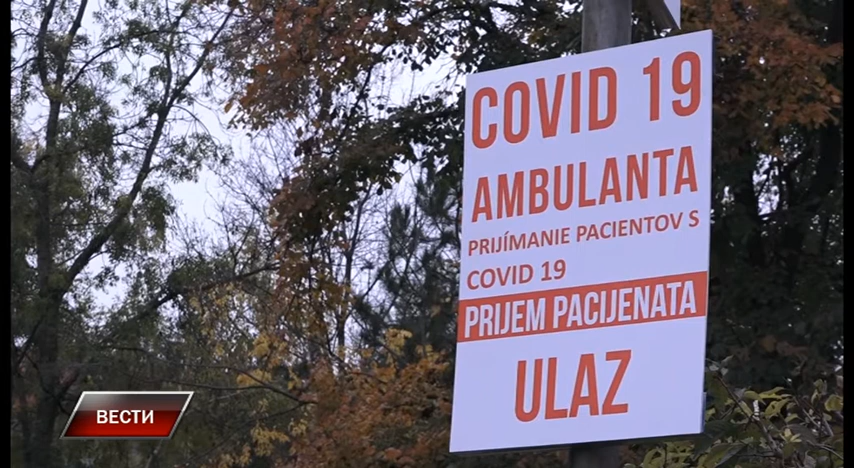 COVID 19
AMBULANTA
PRIJÍMANIE PACIENTOV S
COVID 19
PRIJEM PACIJENATA
ULAZ
ВЕСТИ